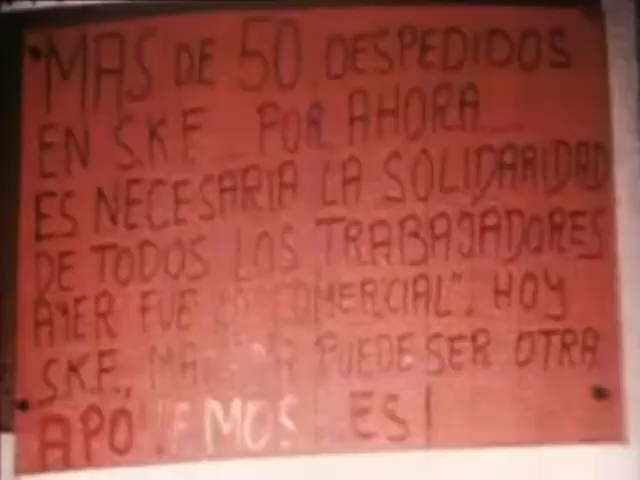 MAS DE 50 DESPEDIDOS
EN S.K.F. POR AHORA
ES NECESARIA LA SOLIDARIDAD
DE TODOS LOS TRABAJADORES
AYER FUE COMERCIAL". HOY
S.K.F., PUEDE SER OTRA